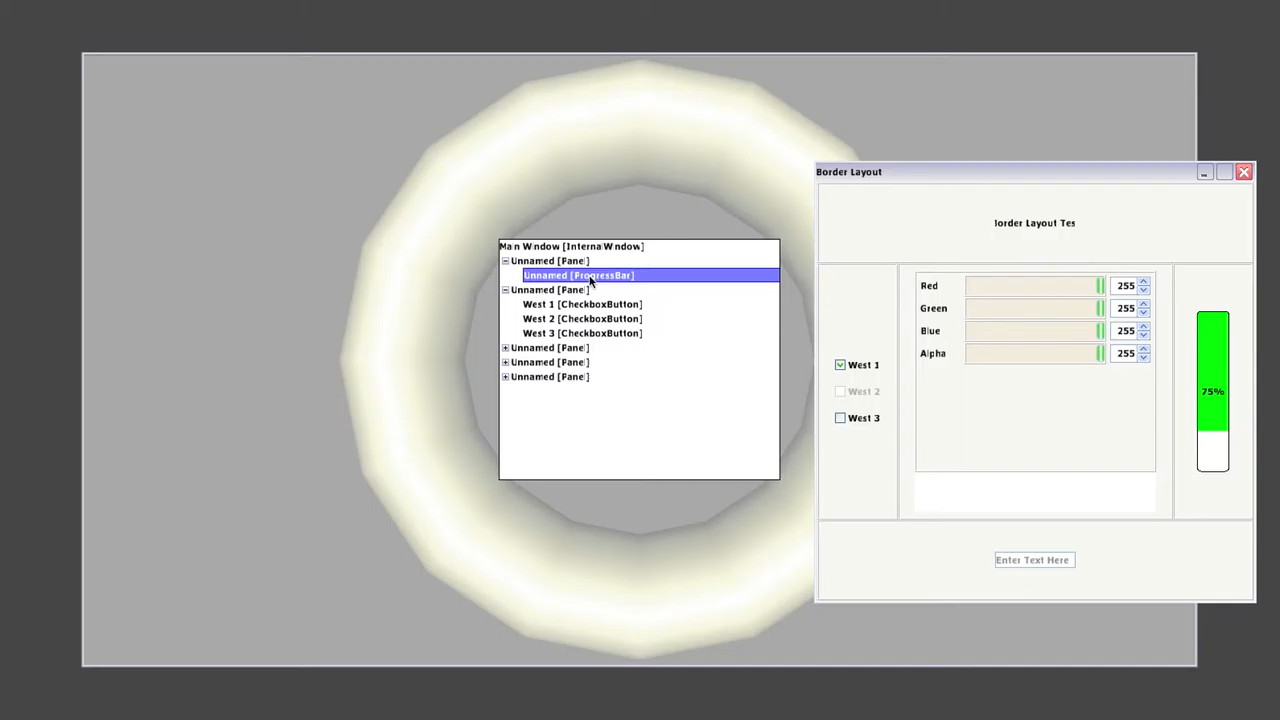 Main Window [InternalWindow]
Unnamed [Panel]
Unnamed [ProgressBar]
Unnamed [Panel]
West 1 [CheckboxButton]
West 2 [CheckboxButton]
West 3 [CheckboxButton]
Unnamed [Panel]
Unnamed [Panel]
Unnamed [Panel]
Border Layout
Border Layout Tes
Red 255
Green 255
Blue 255
Alpha 255
West 1
West 2
West 3
75%
Enter Text Here